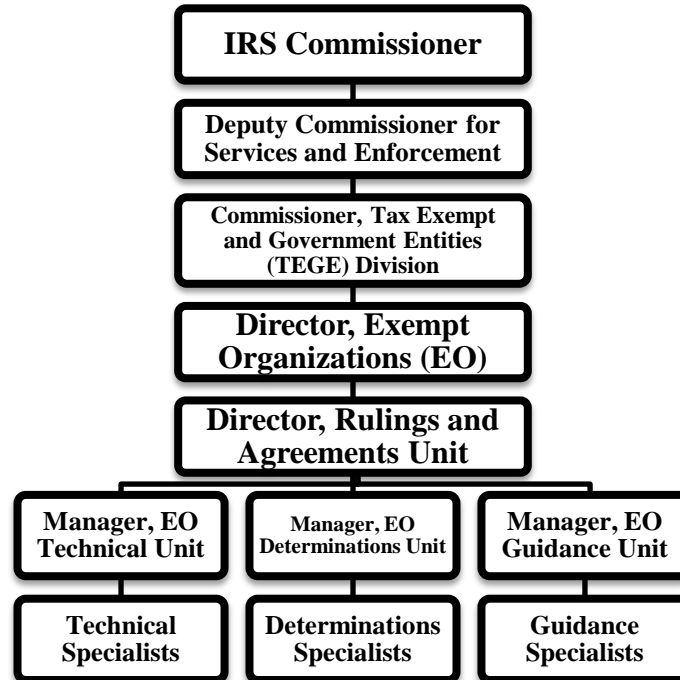 IRS Commissioner
Deputy Commissioner for
Services and Enforcement
Commissioner, Tax Exempt
and Government Entities
(TEGE) Division
Director, Exempt
Organizations (EO)
Director, Rulings and
Agreements Unit
Manager, EO
Technical Unit
Manager, EO
Determinations Unit
Manager, EO
Guidance Unit
Technical
Specialists
Determinations
Specialists
Guidance
Specialists